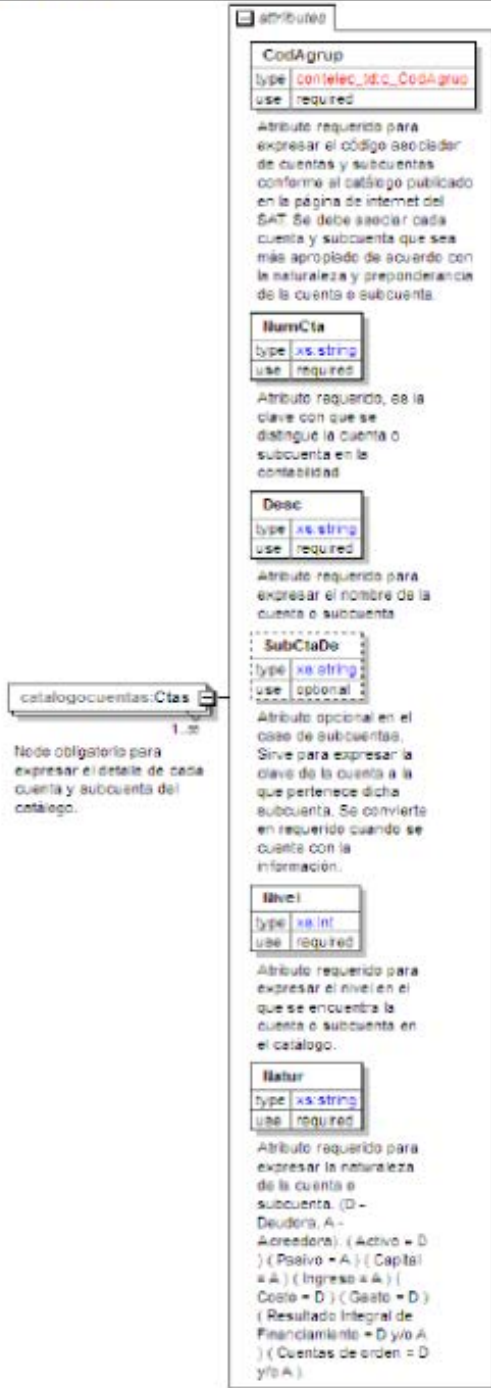 attributes
CodAgrup
type contelec_td:c_CodAgrup
use required
Atributo requerido para
expresar el código asociador
de cuentas y subcuentas
conforme al catálogo publicado
en la página de internet del
SAT. Se debe asociar cada
cuenta y subcuenta que sea
más apropiado de acuerdo con
la naturaleza y preponderancia
de la cuenta o subcuenta.
NumCta
type xs:string
use required
Atributo requerido, es la
clave con que se
distingue la cuenta o
subcuenta en la
contabilidad
Desc
type xs:string
use required
Atributo requerido para
expresar el nombre de la
cuenta o subcuenta
SubCtaDe
type xs:string
use optional
Atributo opcional en el
caso de subcuentas.
Sirve para expresar la
clave de la cuenta a la
que pertenece dicha
subcuenta. Se convierte
en requerido cuando se
cuente con la
información.
Nivel
type xs:int
use required
Atributo requerido para
expresar el nivel en el
que se encuentra la
cuenta o subcuenta en
el catálogo.
Natur
type xs:string
use required
Atributo requerido para
expresar la naturaleza
de la cuenta o
subcuenta. (D -
Deudora, A -
Acreedora). ( Activo = D
) ( Pasivo = A ) ( Capital
= A ) ( Ingreso = A ) (
Costo = D ) ( Gasto = D )
( Resultado Integral de
Financiamiento = D y/o A
) ( Cuentas de orden = D
y/o A ).
catalogocuentas:Ctas
1..∞
Nodo obligatorio para
expresar el detalle de cada
cuenta y subcuenta del
catálogo.